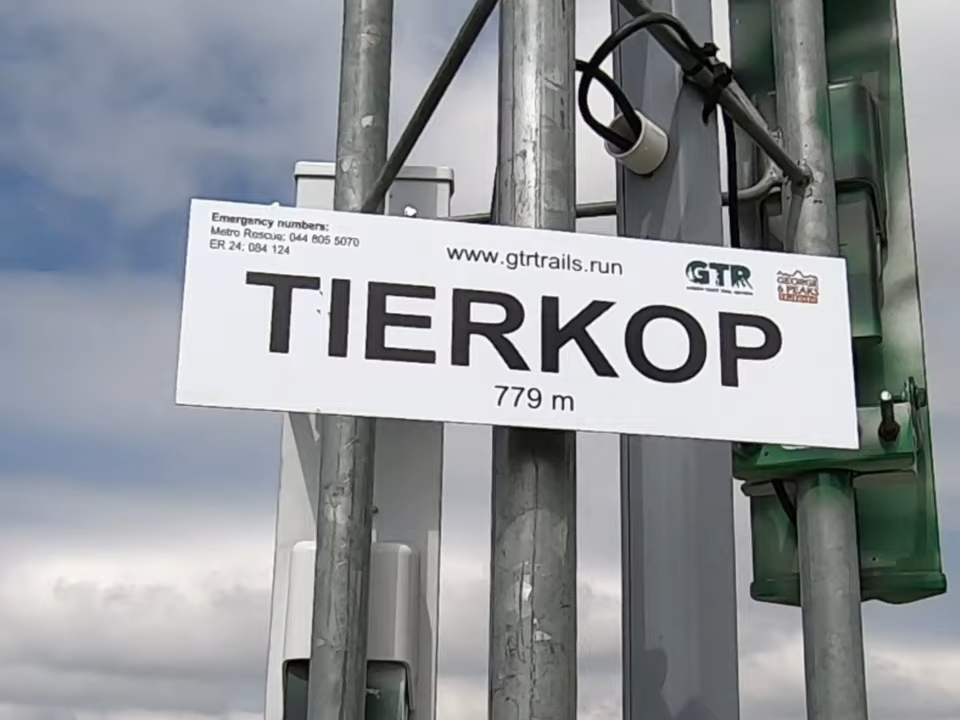 Emergency numbers:
Metro Rescue: 044 805 5070
ER 24: 084 124
www.gtrtrails.run
GTR
GEORGE
6 PEAKS
TIERKOP
779 m